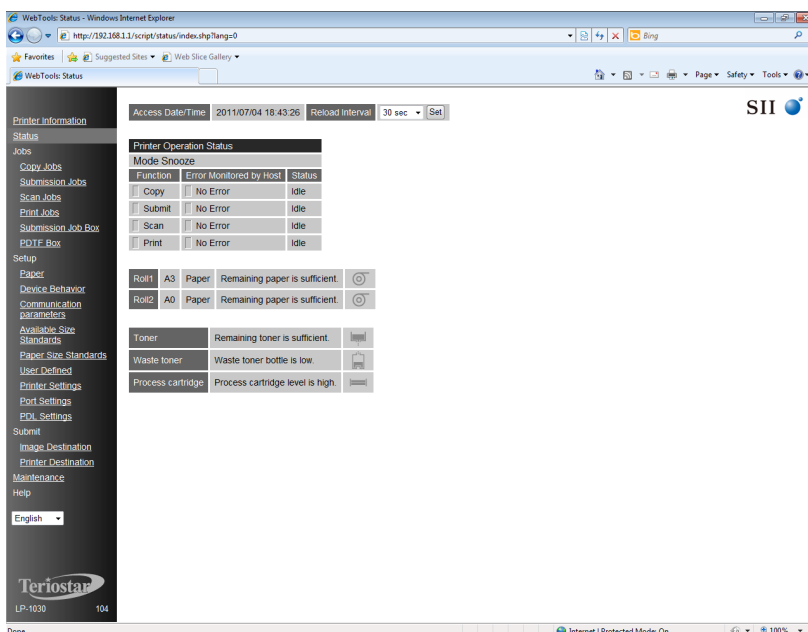 WebTools: Status - Windows Internet Explorer
http://192.168.1.1/script/status/index.shp?lang=0
Bing
Favorites Suggested Sites Web Slice Gallery
WebTools: Status
Page Safety Tools
Access Date/Time 2011/07/04 18:43:26 Reload Interval 30 sec Set
SII
Printer Information
Status
Jobs
Copy Jobs
Submission Jobs
Scan Jobs
Print Jobs
Submission Job Box
PDTF Box
Setup
Paper
Device Behavior
Communication
parameters
Available Size
Standards
Paper Size Standards
User Defined
Printer Settings
Port Settings
PDL Settings
Submit
Image Destination
Printer Destination
Maintenance
Help
English
Teriostar
LP-1030 104
Printer Operation Status
Mode Snooze
Function Error Monitored by Host Status
Copy No Error Idle
Submit No Error Idle
Scan No Error Idle
Print No Error Idle
Roll1 A3 Paper Remaining paper is sufficient.
Roll2 A0 Paper Remaining paper is sufficient.
Toner Remaining toner is sufficient.
Waste toner Waste toner bottle is low.
Process cartridge Process cartridge level is high.
Done Internet | Protected Mode: On 100%